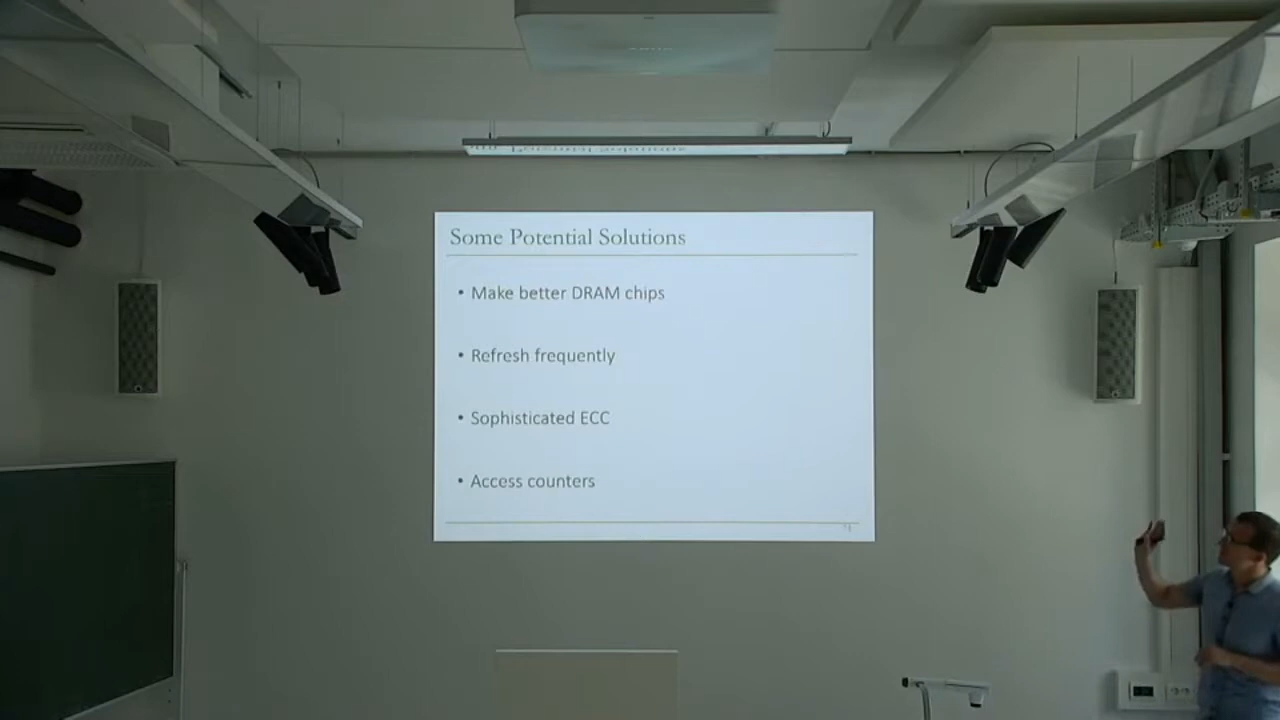 Some Potential Solutions
• Make better DRAM chips
• Refresh frequently
• Sophisticated ECC
• Access counters